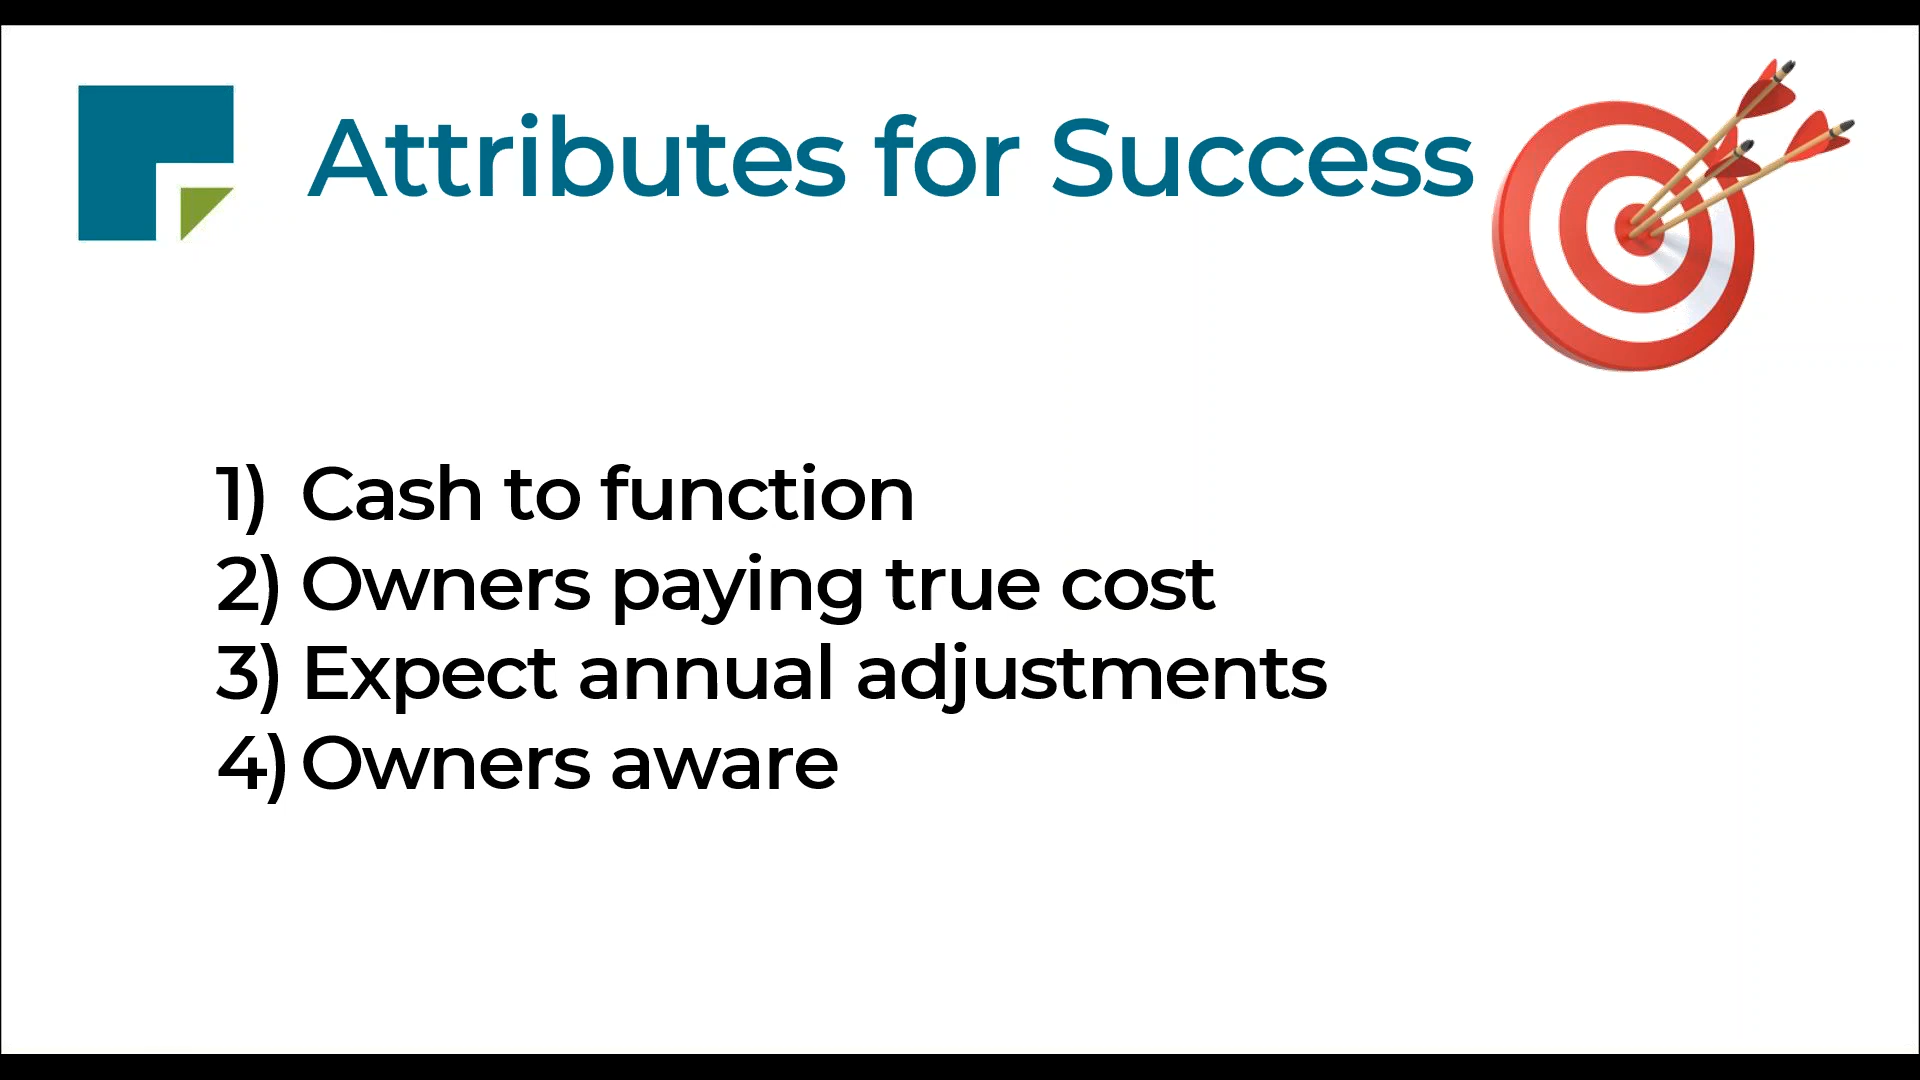 Attributes for Success
1) Cash to function
2) Owners paying true cost
3) Expect annual adjustments
4) Owners aware